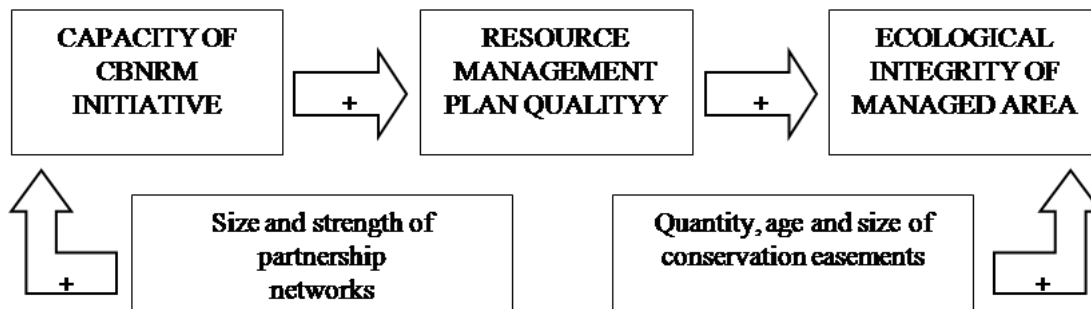 CAPACITY OF
CBNRM
INITIATIVE
+
RESOURCE
MANAGEMENT
PLAN QUALITYY
+
ECOLOGICAL
INTEGRITY OF
MANAGED AREA
+
Size and strength of
partnership
networks
Quantity, age and size of
conservation easements
+